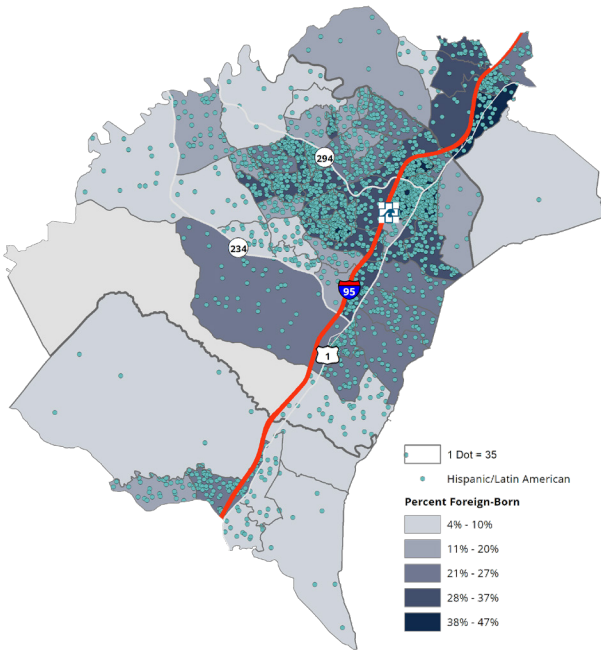 294
234
95
1
1 Dot = 35
Hispanic/Latin American
Percent Foreign-Born
4% - 10%
11% - 20%
21% - 27%
28% - 37%
38% - 47%